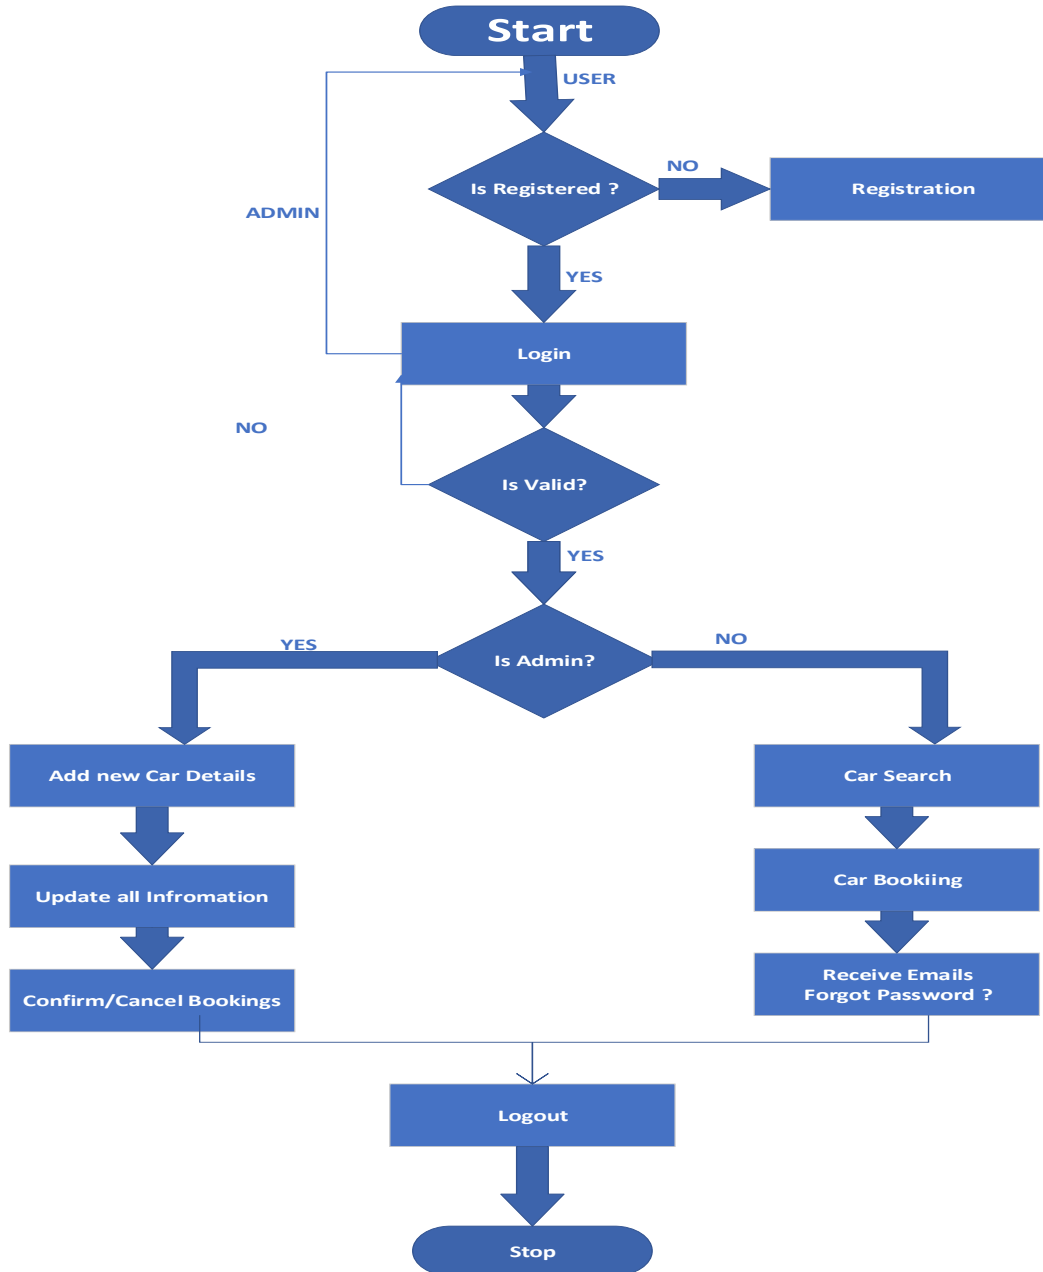 Start
USER
Is Registered ?
NO
Registration
ADMIN
YES
Login
NO
Is Valid?
YES
Is Admin?
YES
NO
Add new Car Details
Car Search
Update all Infromation
Car Bookiing
Confirm/Cancel Bookings
Receive Emails
Forgot Password ?
Logout
Stop